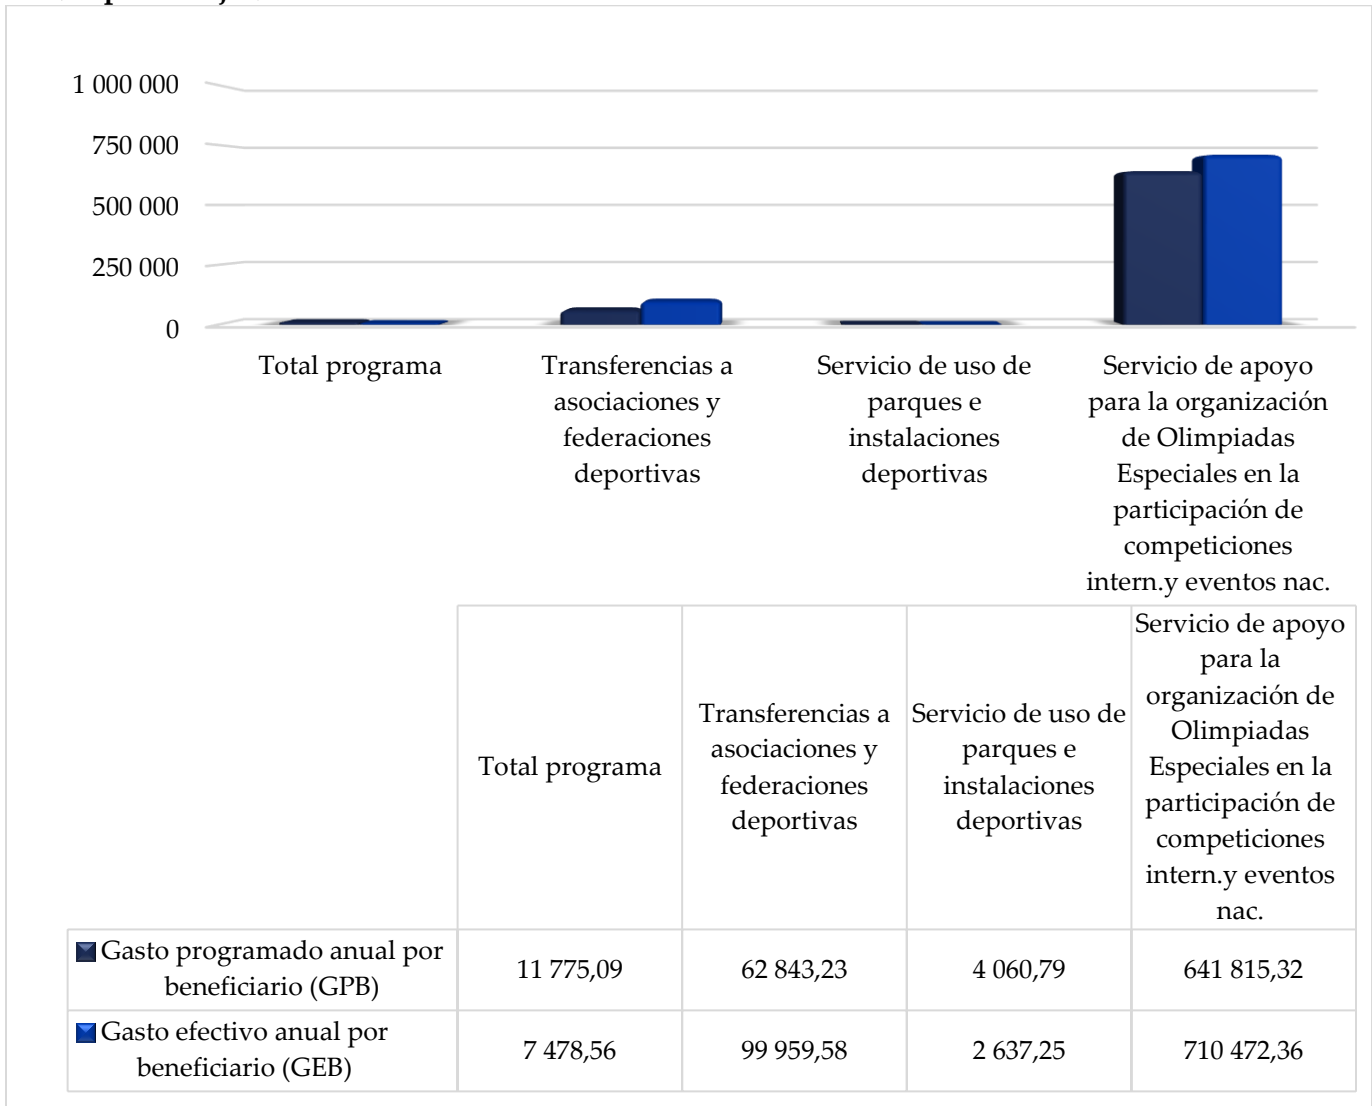 1 000 000
750 000
500 000
250 000
0
Total programa
Transferencias a
asociaciones y
federaciones
deportivas
Servicio de uso de
parques e
instalaciones
deportivas
Servicio de apoyo
para la organización
de Olimpiadas
Especiales en la
participación de
competiciones
intern.y eventos nac.
Total programa
Transferencias a
asociaciones y
federaciones
deportivas
Servicio de uso de
parques e
instalaciones
deportivas
Servicio de apoyo
para la
organización de
Olimpiadas
Especiales en la
participación de
competiciones
intern.y eventos
nac.
Gasto programado anual por
beneficiario (GPB)
11 775,09
62 843,23
4 060,79
641 815,32
Gasto efectivo anual por
beneficiario (GEB)
7 478,56
99 959,58
2 637,25
710 472,36